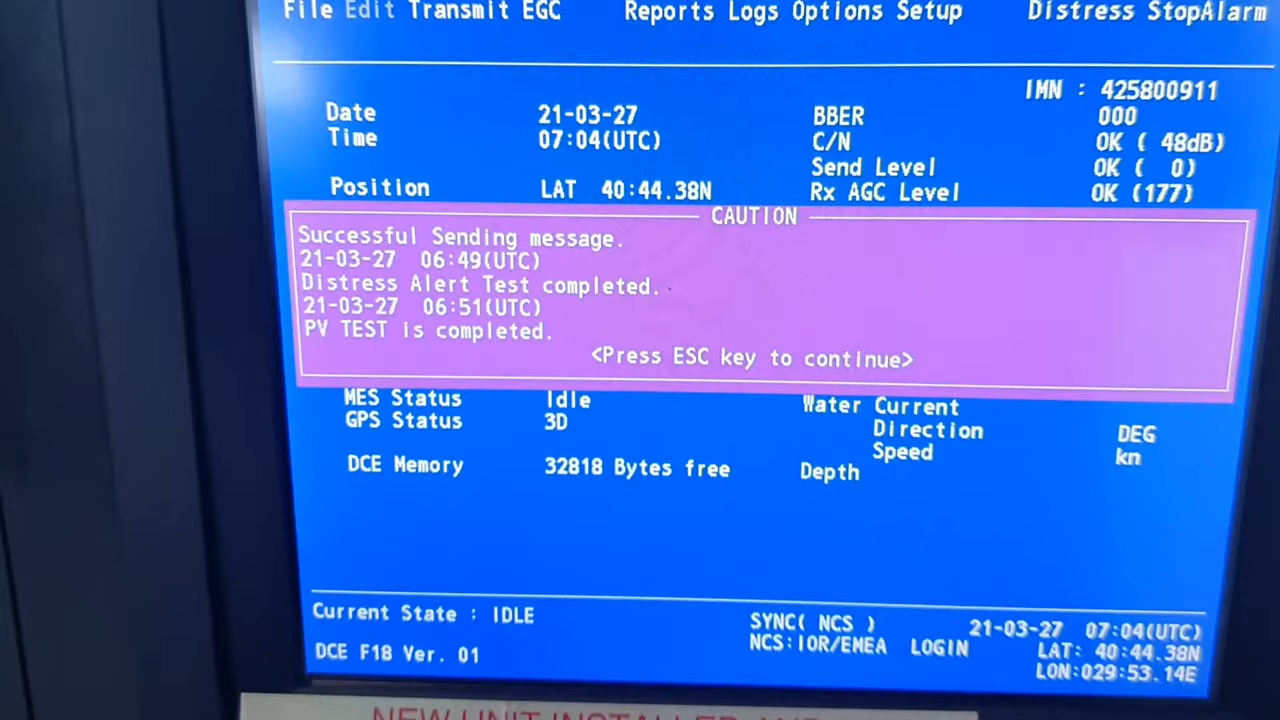 File Edit Transmit EGC Reports Logs Options Setup Distress StopAlarm
IMN : 425800911
Date 21-03-27 BBER 000
Time 07:04(UTC) C/N OK ( 48dB)
Send Level OK ( 0)
Position LAT 40:44.38N Rx AGC Level OK (177)
CAUTION
Successful Sending message.
21-03-27 06:49(UTC)
Distress Alert Test completed.
21-03-27 06:51(UTC)
PV TEST is completed.
<Press ESC key to continue>
MES Status Idle Water Current
GPS Status 3D Direction DEG
Speed kn
DCE Memory 32818 Bytes free Depth
Current State : IDLE SYNC( NCS ) 21-03-27 07:04(UTC)
NCS:IOR/EMEA LOGIN LAT: 40:44.38N
DCE F18 Ver. 01 LON:029:53.14E
NEW UNIT INSTALLED AND